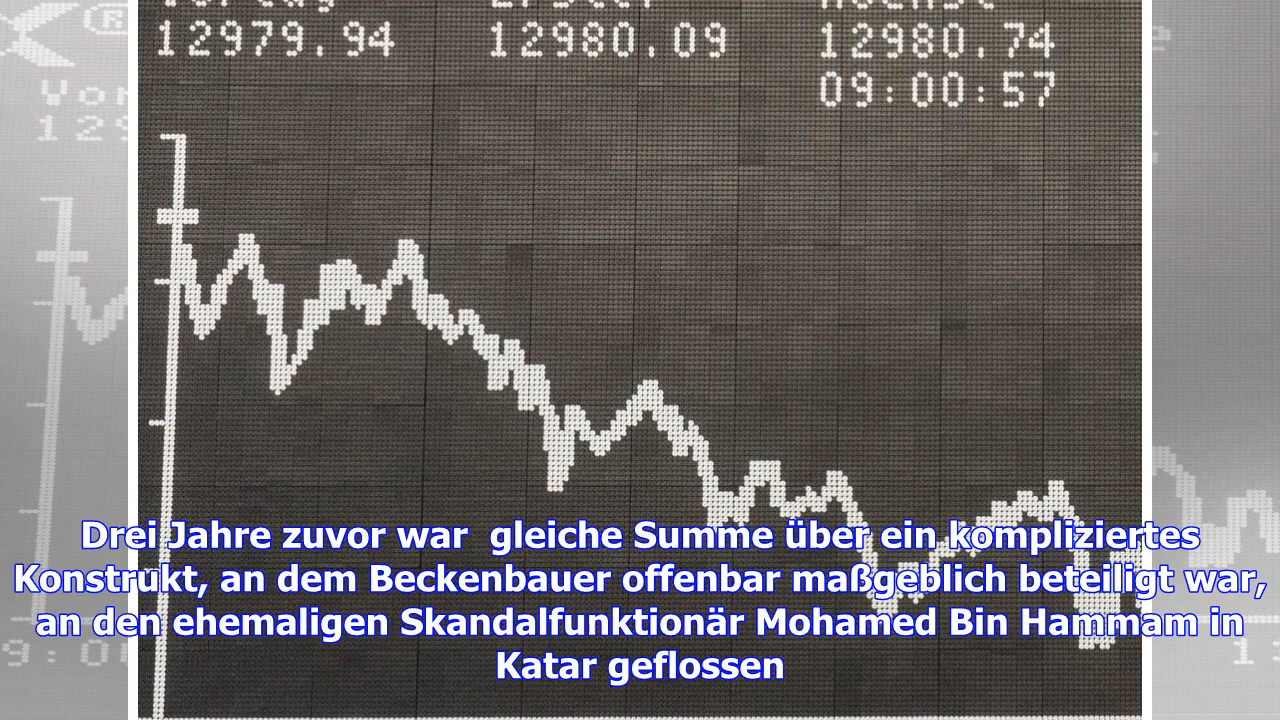 12979.94 12980.09 12980.74
09:00:57
Drei Jahre zuvor war gleiche Summe über ein kompliziertes
Konstrukt, an dem Beckenbauer offenbar maßgeblich beteiligt war,
an den ehemaligen Skandalfunktionär Mohamed Bin Hammam in
Katar geflossen